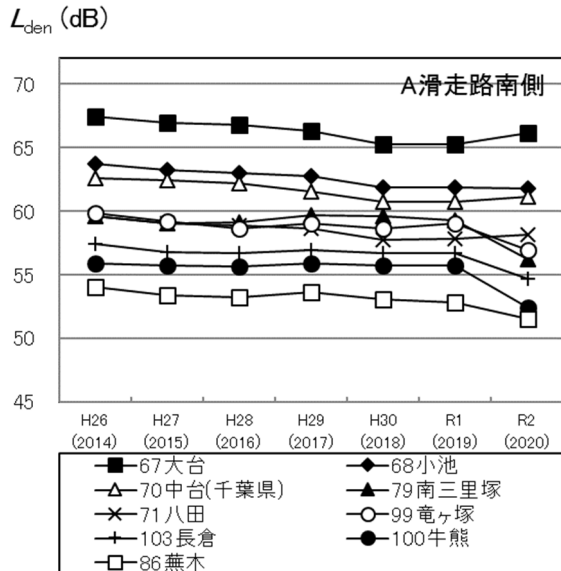 Lden (dB)
A滑走路南側
70
65
60
55
50
45
H26 H27 H28 H29 H30 R1 R2
(2014) (2015) (2016) (2017) (2018) (2019) (2020)
67大台 68小池
70中台(千葉県) 79南三里塚
71八田 99竜ヶ塚
103長倉 100牛熊
86蕪木